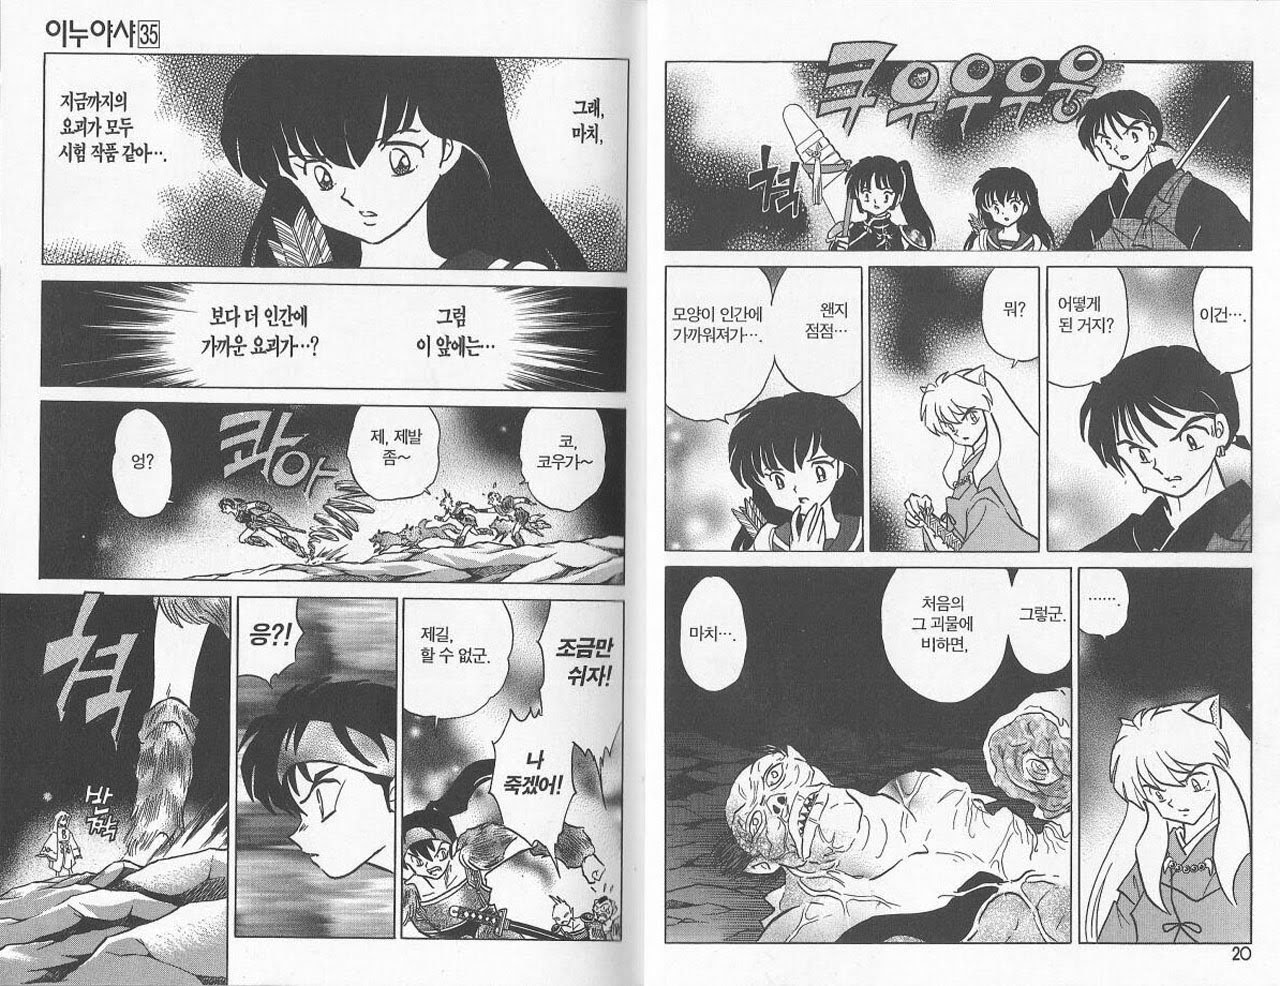 쿠우우우웅
척
이건….
어떻게
된 거지?
뭐?
왠지
점점…
모양이 인간에
가까워져가….
…….
그렇군.
처음의
그 괴물에
비하면,
마치….
20
이누야샤 35
그래,
마치,
지금까지의
요괴가 모두
시험 작품 같아….
그럼
이 앞에는…
보다 더 인간에
가까운 요괴가…?
코,
코우가~
제, 제발
좀~
콰아
엉?
조금만
쉬자!
나
죽겠어!
제길,
할 수 없군.
응?!
척
반짝